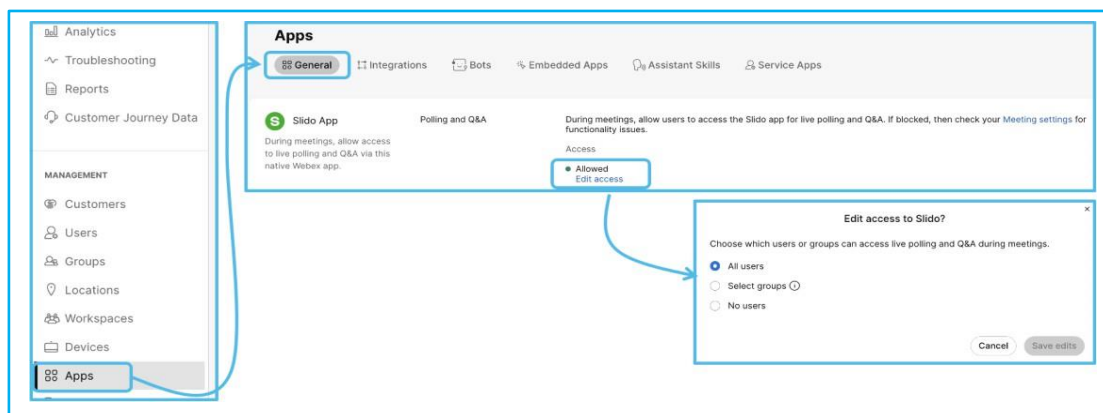 Analytics
Troubleshooting
Reports
Customer Journey Data
MANAGEMENT
Customers
Users
Groups
Locations
Workspaces
Devices
Apps
Apps
General
Integrations
Bots
Embedded Apps
Assistant Skills
Service Apps
S Slido App
During meetings, allow access
to live polling and Q&A via this
native Webex app.
Polling and Q&A
During meetings, allow users to access the Slido app for live polling and Q&A. If blocked, then check your Meeting settings for
functionality issues.
Access
Allowed
Edit access
Edit access to Slido?
Choose which users or groups can access live polling and Q&A during meetings.
All users
Select groups
No users
Cancel
Save edits